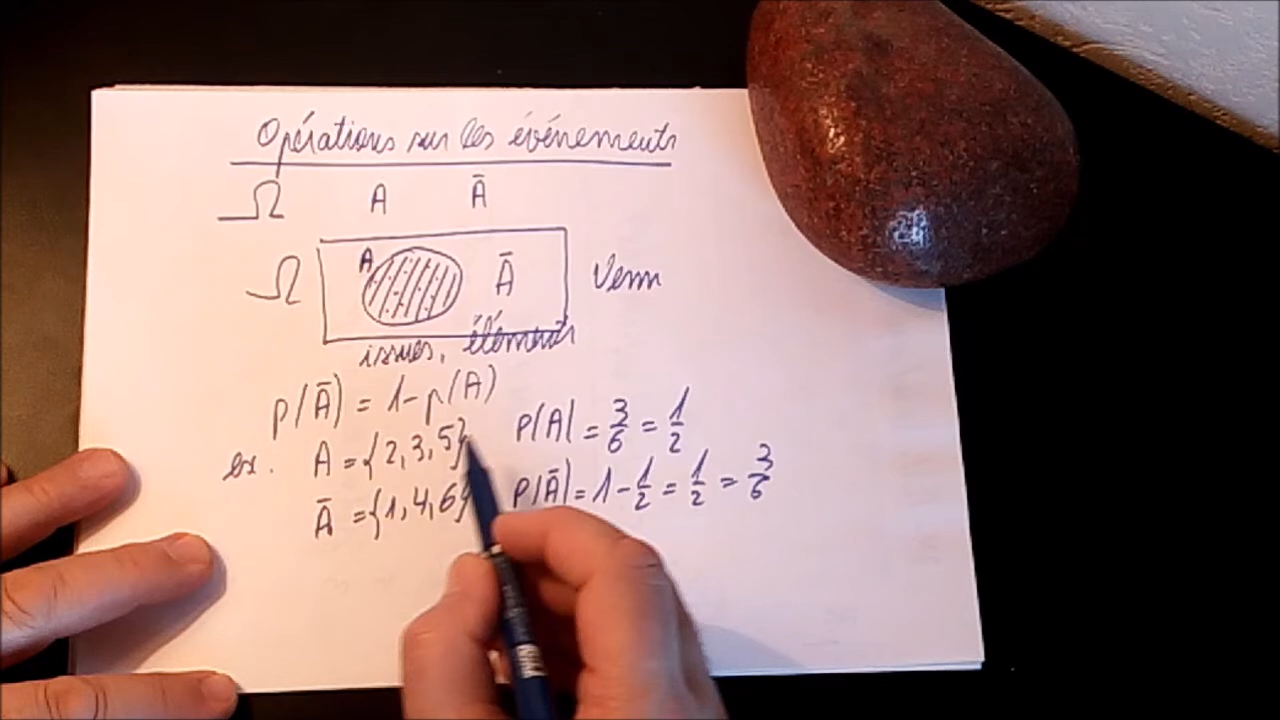 Opérations sur les événements
Ω A Ā
Ω A Ā Venn
issues, éléments
p(Ā) = 1 - p(A)
ex. A = {2, 3, 5} p(A) = 3/6 = 1/2
Ā = {1, 4, 6} p(Ā) = 1 - 1/2 = 1/2 = 3/6